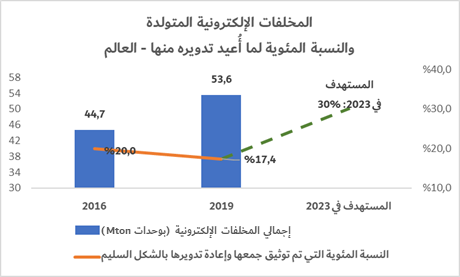 المخلفات الإلكترونية المتولدة
والنسبة المئوية لما أُعيد تدويره منها - العالم
58
54
50
46
42
38
34
30
%40,0
%30,0
%20,0
%10,0
44,7
53,6
%20,0
%17,4
المستهدف
في 2023: 30%
2016
2019
المستهدف في 2023
إجمالي المخلفات الإلكترونية (بوحدات Mton)
النسبة المئوية التي تم توثيق جمعها وإعادة تدويرها بالشكل السليم